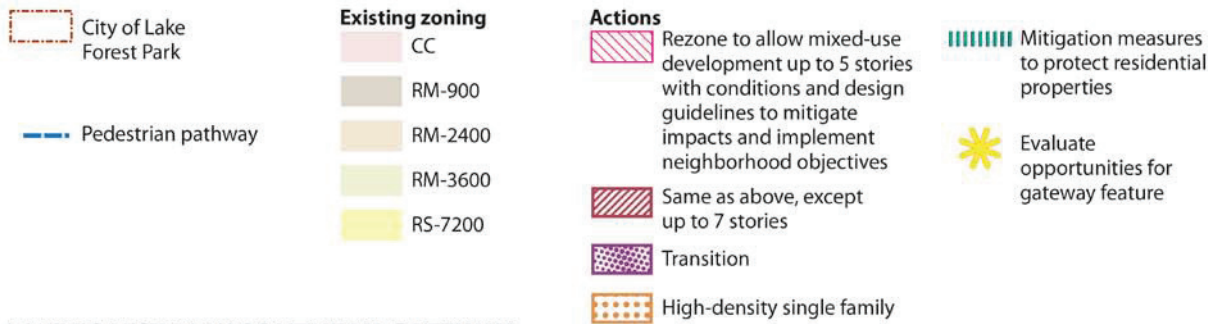 City of Lake
Forest Park
Pedestrian pathway
Existing zoning
CC
RM-900
RM-2400
RM-3600
RS-7200
Actions
Rezone to allow mixed-use
development up to 5 stories
with conditions and design
guidelines to mitigate
impacts and implement
neighborhood objectives
Same as above, except
up to 7 stories
Transition
High-density single family
Mitigation measures
to protect residential
properties
Evaluate
opportunities for
gateway feature